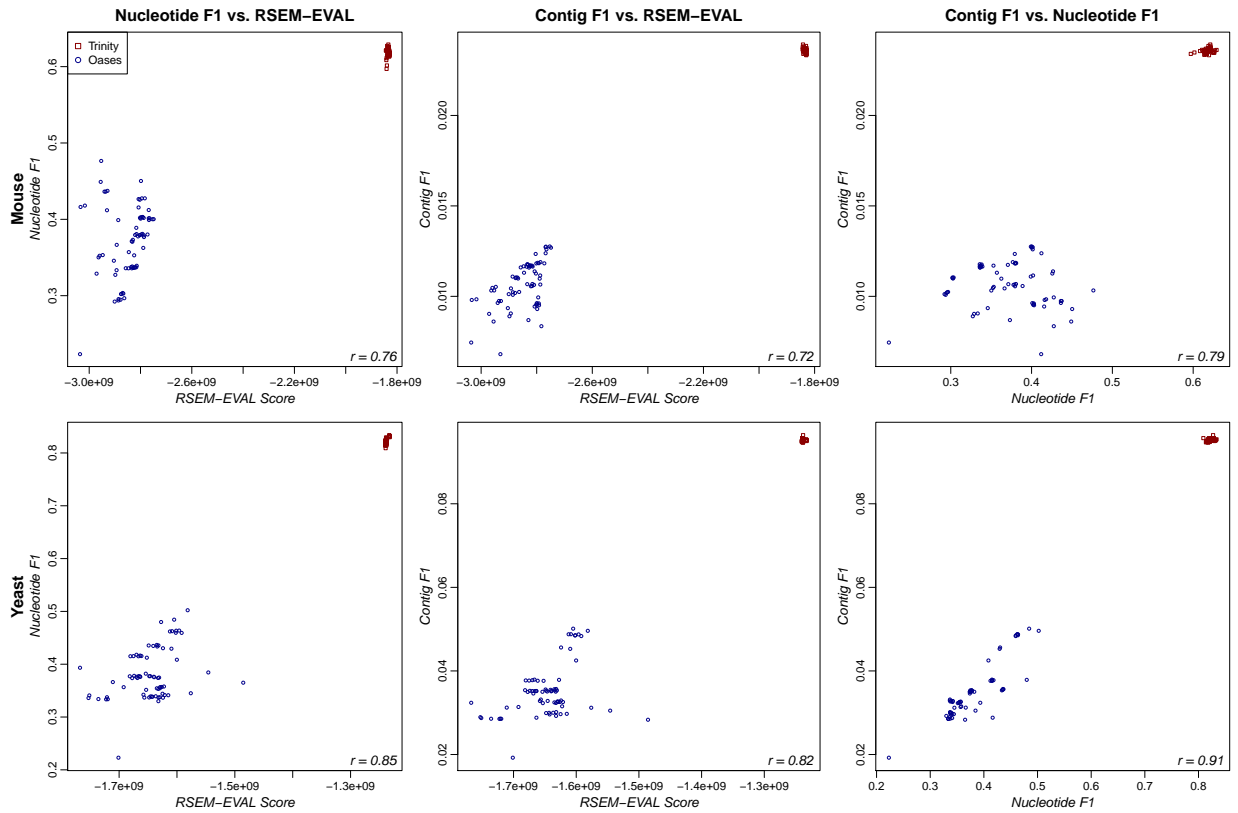 Nucleotide F1 vs. RSEM−EVAL
Contig F1 vs. RSEM−EVAL
Contig F1 vs. Nucleotide F1
Trinity
Oases
Mouse
Nucleotide F1
0.3
0.4
0.5
0.6
−3.0e+09
−2.6e+09
−2.2e+09
−1.8e+09
RSEM−EVAL Score
r = 0.76
Contig F1
0.010
0.015
0.020
−3.0e+09
−2.6e+09
−2.2e+09
−1.8e+09
RSEM−EVAL Score
r = 0.72
Contig F1
0.010
0.015
0.020
0.3
0.4
0.5
0.6
Nucleotide F1
r = 0.79
Yeast
Nucleotide F1
0.2
0.3
0.4
0.5
0.6
0.7
0.8
−1.7e+09
−1.5e+09
−1.3e+09
RSEM−EVAL Score
r = 0.85
Contig F1
0.02
0.04
0.06
0.08
−1.7e+09
−1.6e+09
−1.5e+09
−1.4e+09
−1.3e+09
RSEM−EVAL Score
r = 0.82
Contig F1
0.02
0.04
0.06
0.08
0.2
0.3
0.4
0.5
0.6
0.7
0.8
Nucleotide F1
r = 0.91